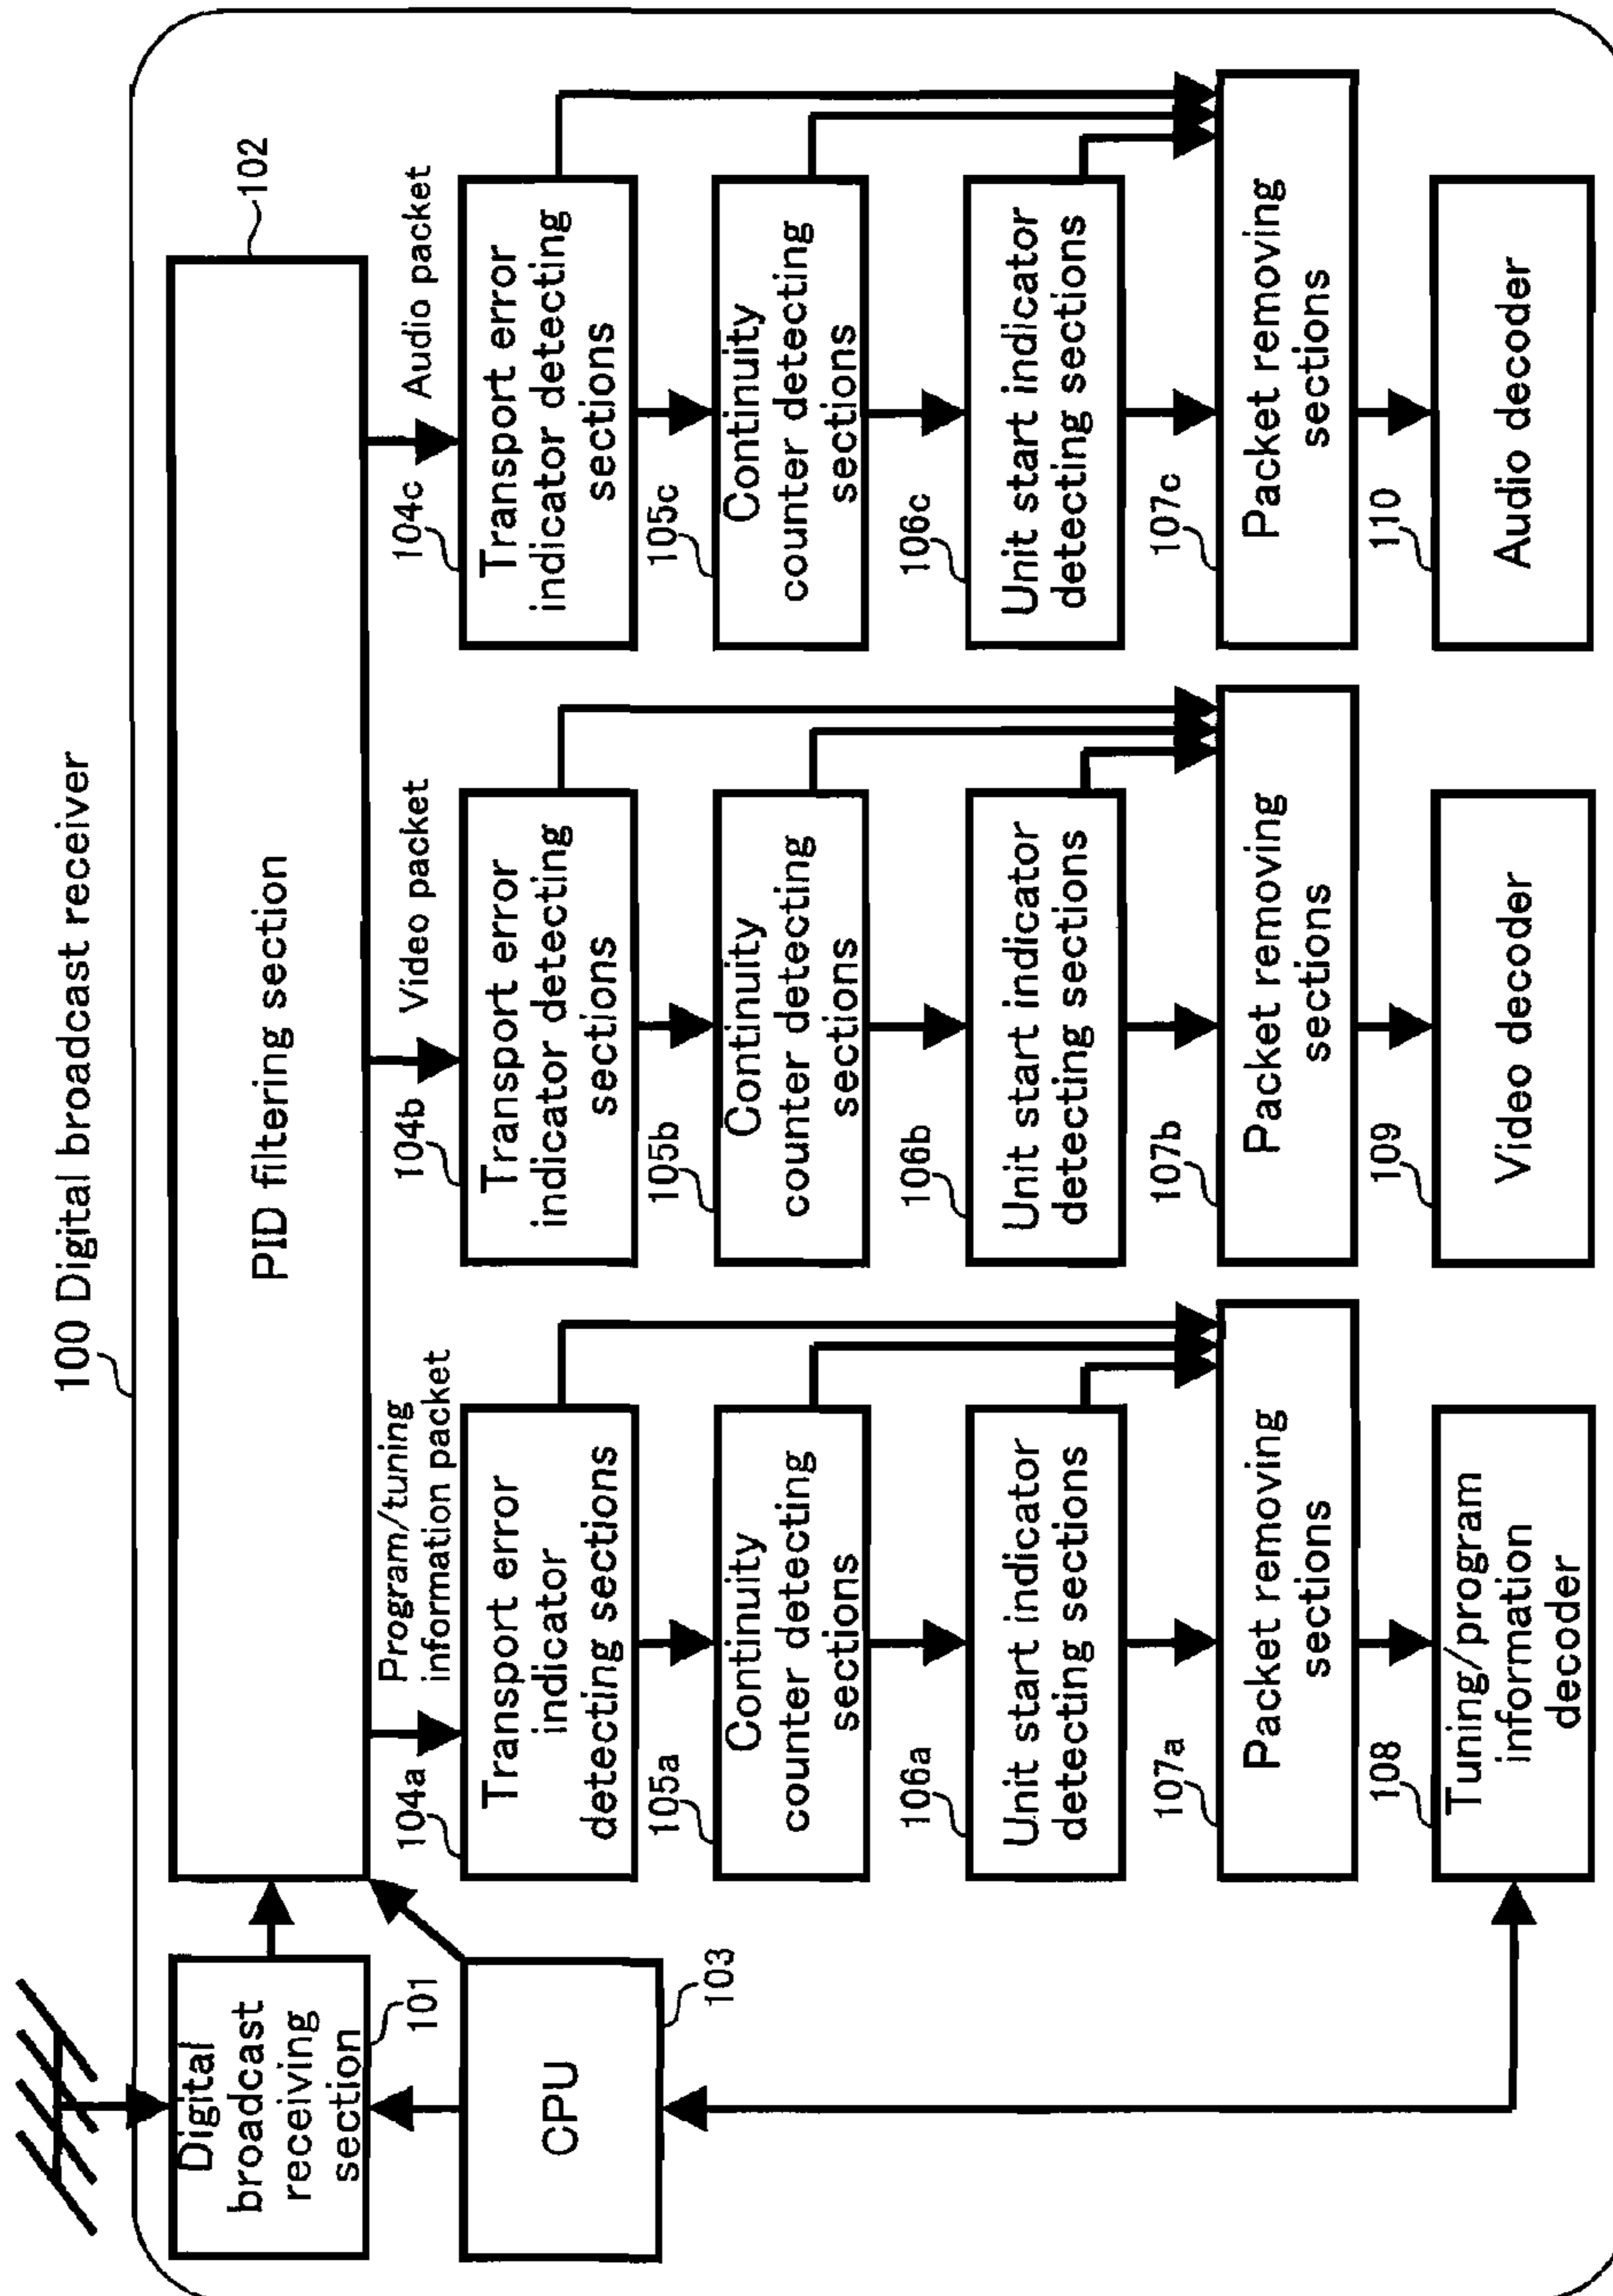 100 Digital broadcast receiver
Digital
broadcast
receiving
section
101
PID filtering section
102
CPU
103
Program/tuning
information packet
104a
Transport error
indicator
detecting sections
105a
Continuity
counter detecting
sections
106a
Unit start indicator
detecting sections
107a
Packet removing
sections
108
Tuning/program
information
decoder
Video packet
104b
Transport error
indicator detecting
sections
105b
Continuity
counter detecting
sections
106b
Unit start indicator
detecting sections
107b
Packet removing
sections
109
Video decoder
Audio packet
104c
Transport error
indicator detecting
sections
105c
Continuity
counter detecting
sections
106c
Unit start indicator
detecting sections
107c
Packet removing
sections
110
Audio decoder